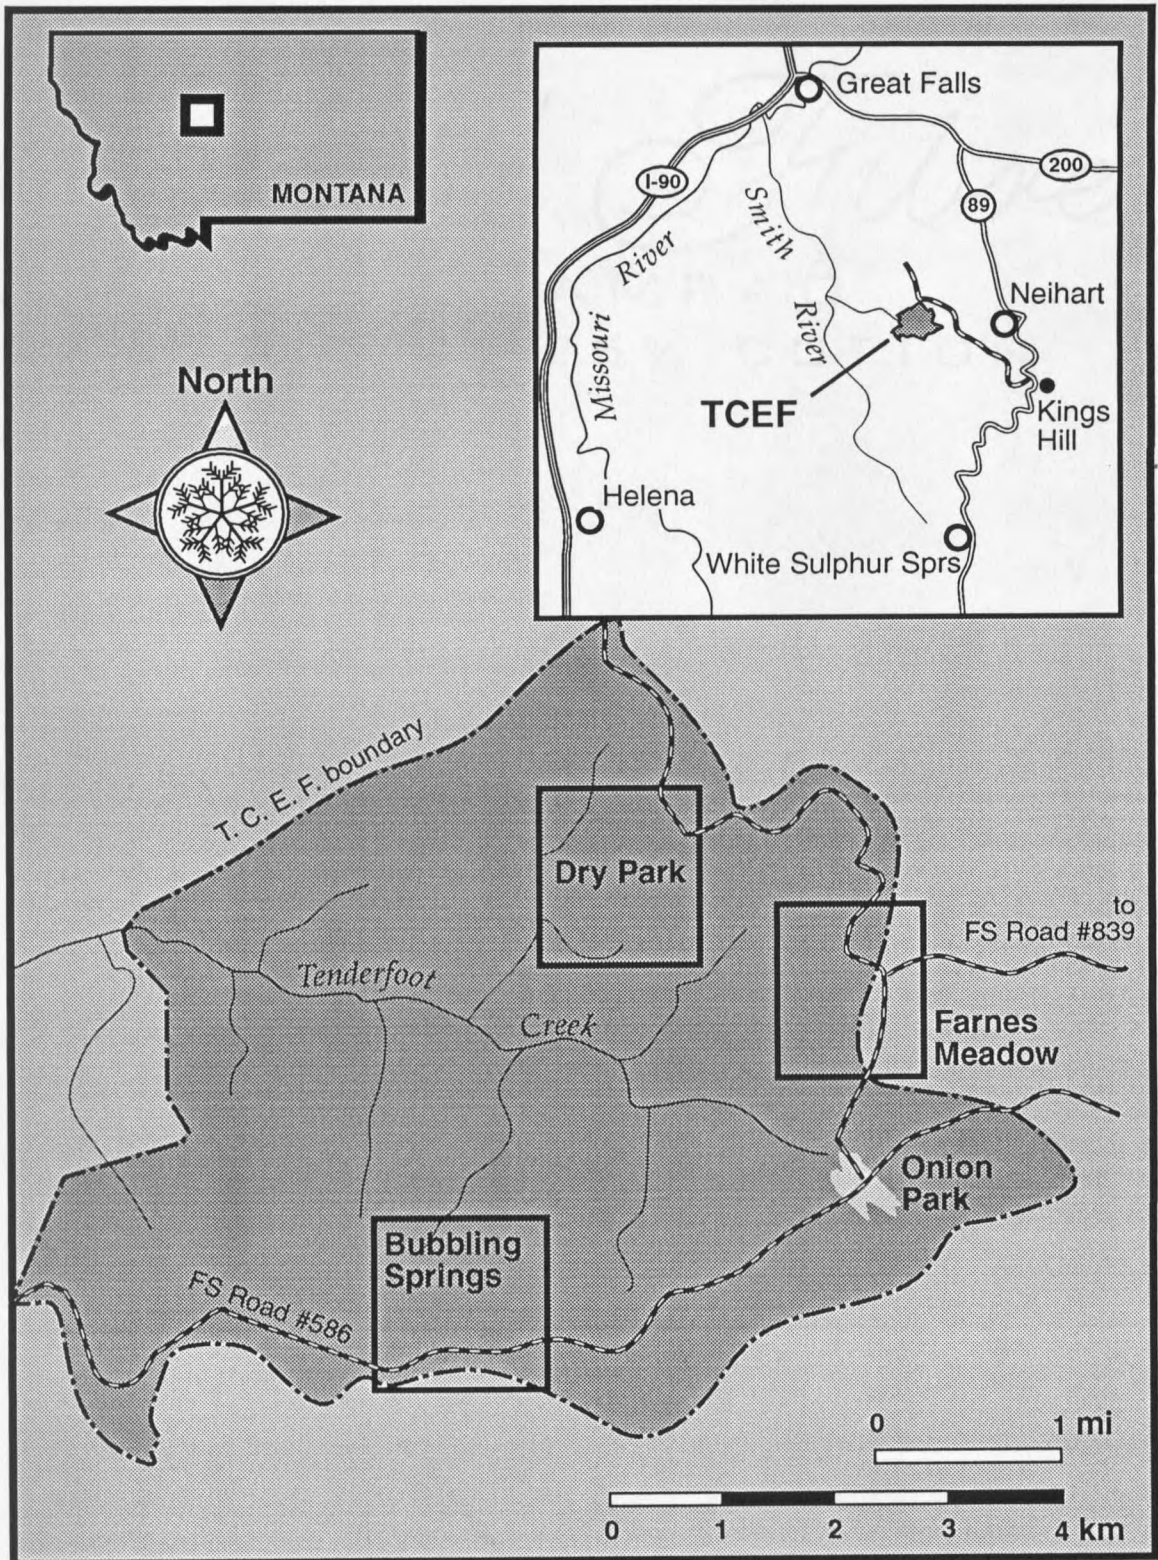 MONTANA
North
Great Falls
I-90
200
89
Smith
River
River
Missouri
Neihart
TCEF
Kings
Hill
Helena
White Sulphur Sprs
T. C. E. F. boundary
Dry Park
to
FS Road #839
Tenderfoot
Creek
Farnes
Meadow
Onion
Park
Bubbling
Springs
FS Road #586
0 1 mi
0 1 2 3 4 km